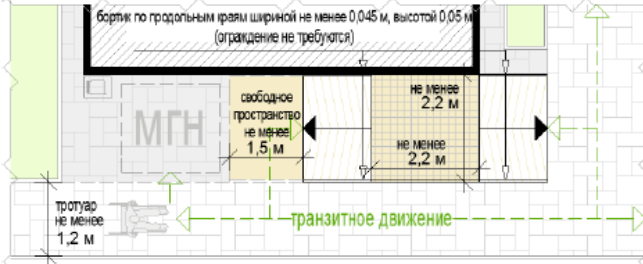 бортик по продольным краям шириной не менее 0,045 м, высотой 0,05 м
(ограждение не требуются)
МГН
свободное
пространство
не менее
1,5 м
не менее
2,2 м
не менее
2,2 м
тротуар
не менее
1,2 м
транзитное движение